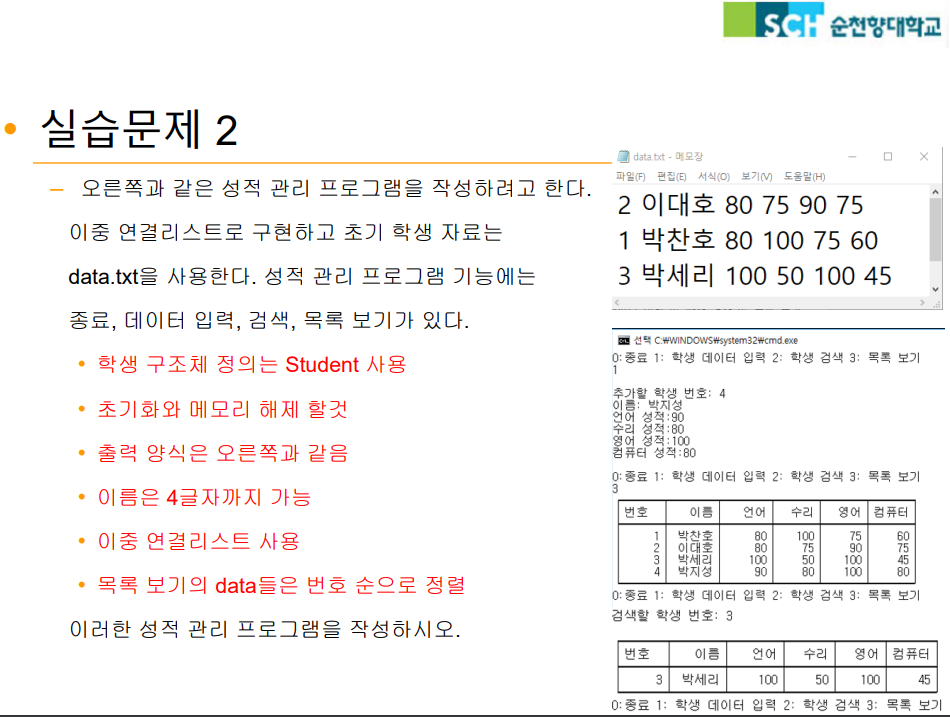 SCH 순천향대학교
• 실습문제 2
– 오른쪽과 같은 성적 관리 프로그램을 작성하려고 한다.
이중 연결리스트로 구현하고 초기 학생 자료는
data.txt을 사용한다. 성적 관리 프로그램 기능에는
종료, 데이터 입력, 검색, 목록 보기가 있다.
• 학생 구조체 정의는 Student 사용
• 초기화와 메모리 해제 할것
• 출력 양식은 오른쪽과 같음
• 이름은 4글자까지 가능
• 이중 연결리스트 사용
• 목록 보기의 data들은 번호 순으로 정렬
이러한 성적 관리 프로그램을 작성하시오.
data.txt - 메모장
파일(F) 편집(E) 서식(O) 보기(V) 도움말(H)
2 이대호 80 75 90 75
1 박찬호 80 100 75 60
3 박세리 100 50 100 45
선택 C:₩WINDOWS₩system32₩cmd.exe
0:종료 1: 학생 데이터 입력 2: 학생 검색 3: 목록 보기
1
추가할 학생 번호: 4
이름: 박지성
언어 성적:90
수리 성적:80
영어 성적:100
컴퓨터 성적:80
0:종료 1: 학생 데이터 입력 2: 학생 검색 3: 목록 보기
3
번호 이름 언어 수리 영어 컴퓨터
1 박찬호 80 100 75 60
2 이대호 80 75 90 75
3 박세리 100 50 100 45
4 박지성 90 80 100 80
0:종료 1: 학생 데이터 입력 2: 학생 검색 3: 목록 보기
검색할 학생 번호: 3
번호 이름 언어 수리 영어 컴퓨터
3 박세리 100 50 100 45
0:종료 1: 학생 데이터 입력 2: 학생 검색 3: 목록 보기